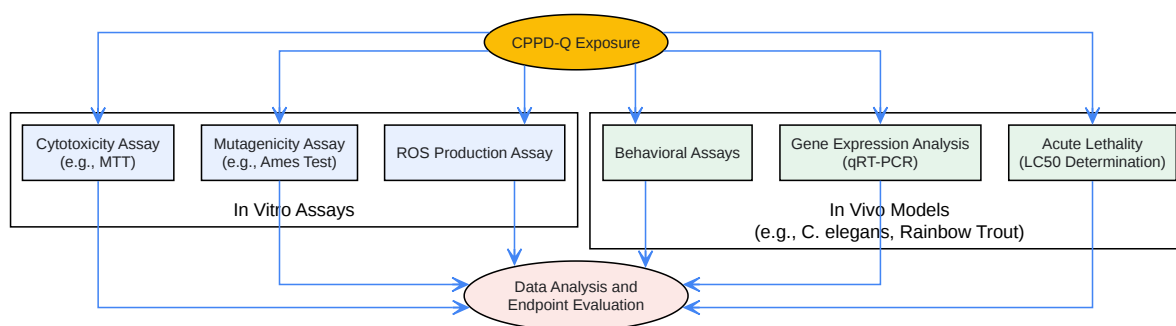 CPPD-Q Exposure
Cytotoxicity Assay
(e.g., MTT)
Mutagenicity Assay
(e.g., Ames Test)
ROS Production Assay
Behavioral Assays
Gene Expression Analysis
(qRT-PCR)
Acute Lethality
(LC50 Determination)
In Vitro Assays
In Vivo Models
(e.g., C. elegans, Rainbow Trout)
Data Analysis and
Endpoint Evaluation